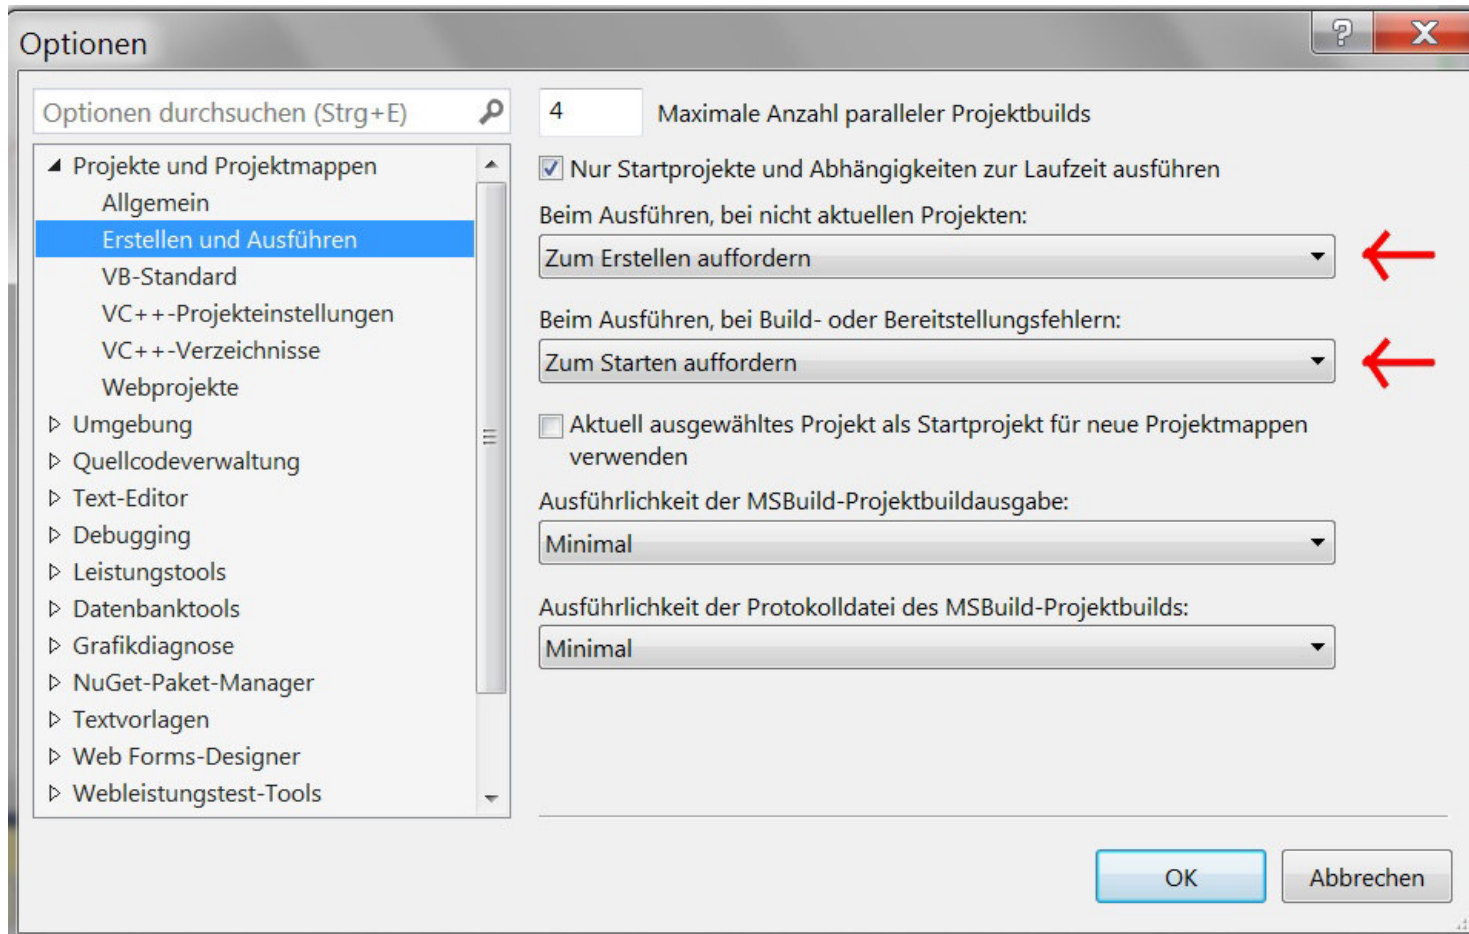 Optionen
Optionen durchsuchen (Strg+E)
Projekte und Projektmappen
Allgemein
Erstellen und Ausführen
VB-Standard
VC++-Projekteinstellungen
VC++-Verzeichnisse
Webprojekte
Umgebung
Quellcodeverwaltung
Text-Editor
Debugging
Leistungstools
Datenbanktools
Grafikdiagnose
NuGet-Paket-Manager
Textvorlagen
Web Forms-Designer
Webleistungstest-Tools
4 Maximale Anzahl paralleler Projektbuilds
Nur Startprojekte und Abhängigkeiten zur Laufzeit ausführen
Beim Ausführen, bei nicht aktuellen Projekten:
Zum Erstellen auffordern
Beim Ausführen, bei Build- oder Bereitstellungsfehlern:
Zum Starten auffordern
Aktuell ausgewähltes Projekt als Startprojekt für neue Projektmappen
verwenden
Ausführlichkeit der MSBuild-Projektbuildausgabe:
Minimal
Ausführlichkeit der Protokolldatei des MSBuild-Projektbuilds:
Minimal
OK Abbrechen